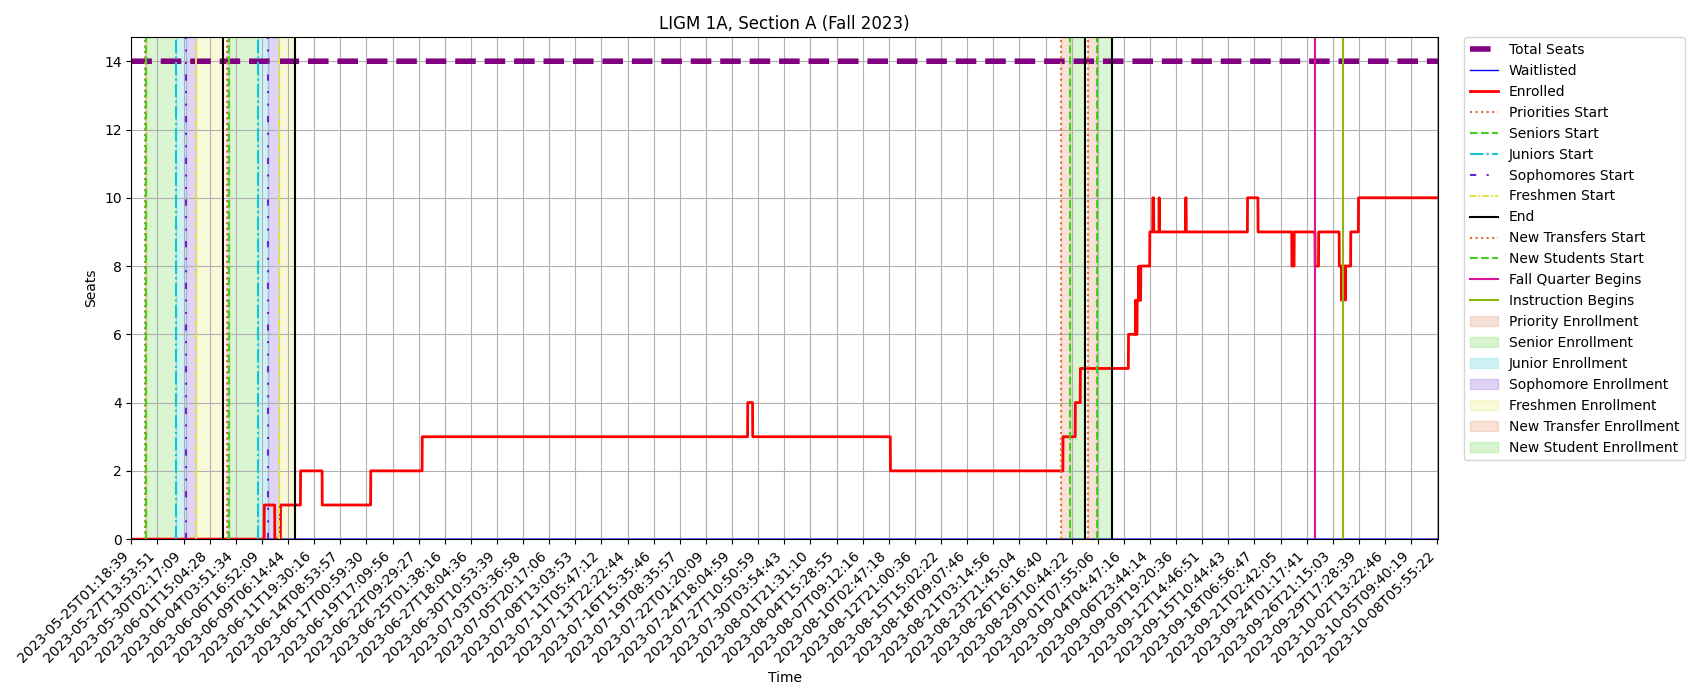 LIGM 1A, Section A (Fall 2023)
Seats
14
12
10
8
6
4
2
0
2023-05-25T01:18:39
2023-05-27T13:53:51
2023-05-30T02:17:09
2023-06-01T15:04:28
2023-06-04T03:51:34
2023-06-06T16:52:09
2023-06-09T06:14:44
2023-06-11T19:30:16
2023-06-14T08:53:57
2023-06-17T00:59:30
2023-06-19T17:09:56
2023-06-22T09:29:27
2023-06-25T01:38:16
2023-06-27T18:04:36
2023-06-30T10:53:39
2023-07-03T03:36:58
2023-07-05T20:17:06
2023-07-08T13:03:53
2023-07-11T05:47:12
2023-07-13T22:22:44
2023-07-16T15:35:46
2023-07-19T08:35:57
2023-07-22T01:20:09
2023-07-24T18:04:59
2023-07-27T10:50:59
2023-07-30T03:54:43
2023-08-01T21:31:10
2023-08-04T15:28:55
2023-08-07T09:12:16
2023-08-10T02:47:18
2023-08-12T21:00:36
2023-08-15T15:02:22
2023-08-18T09:07:46
2023-08-21T03:14:56
2023-08-23T21:45:04
2023-08-26T16:16:40
2023-08-29T10:44:22
2023-09-01T07:55:06
2023-09-04T04:47:16
2023-09-06T23:44:14
2023-09-09T19:20:36
2023-09-12T14:46:51
2023-09-15T10:44:43
2023-09-18T06:56:47
2023-09-21T02:42:05
2023-09-24T01:17:41
2023-09-26T21:15:03
2023-09-29T17:28:39
2023-10-02T13:22:46
2023-10-05T09:40:19
2023-10-08T05:55:22
Time
Total Seats
Waitlisted
Enrolled
Priorities Start
Seniors Start
Juniors Start
Sophomores Start
Freshmen Start
End
New Transfers Start
New Students Start
Fall Quarter Begins
Instruction Begins
Priority Enrollment
Senior Enrollment
Junior Enrollment
Sophomore Enrollment
Freshmen Enrollment
New Transfer Enrollment
New Student Enrollment